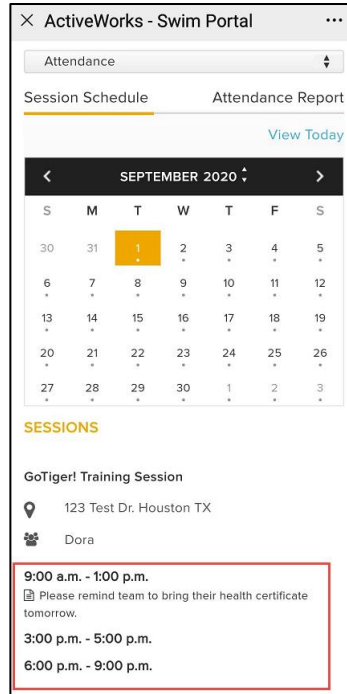 × ActiveWorks - Swim Portal ...
Attendance
Session Schedule Attendance Report
View Today
< SEPTEMBER 2020 >
S M T W T F S
30 31 1 2 3 4 5
6 7 8 9 10 11 12
13 14 15 16 17 18 19
20 21 22 23 24 25 26
27 28 29 30 1 2 3
SESSIONS
GoTiger! Training Session
123 Test Dr. Houston TX
Dora
9:00 a.m. - 1:00 p.m.
Please remind team to bring their health certificate
tomorrow.
3:00 p.m. - 5:00 p.m.
6:00 p.m. - 9:00 p.m.